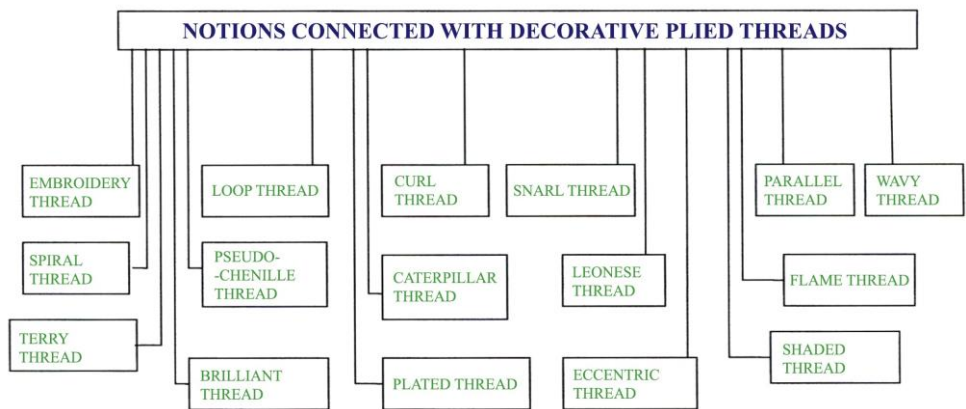 NOTIONS CONNECTED WITH DECORATIVE PLIED THREADS
EMBROIDERY
THREAD
LOOP THREAD
CURL
THREAD
SNARL THREAD
PARALLEL
THREAD
WAVY
THREAD
SPIRAL
THREAD
PSEUDO-
-CHENILLE
THREAD
CATERPILLAR
THREAD
LEONESE
THREAD
FLAME THREAD
TERRY
THREAD
BRILLIANT
THREAD
PLATED THREAD
ECCENTRIC
THREAD
SHADED
THREAD